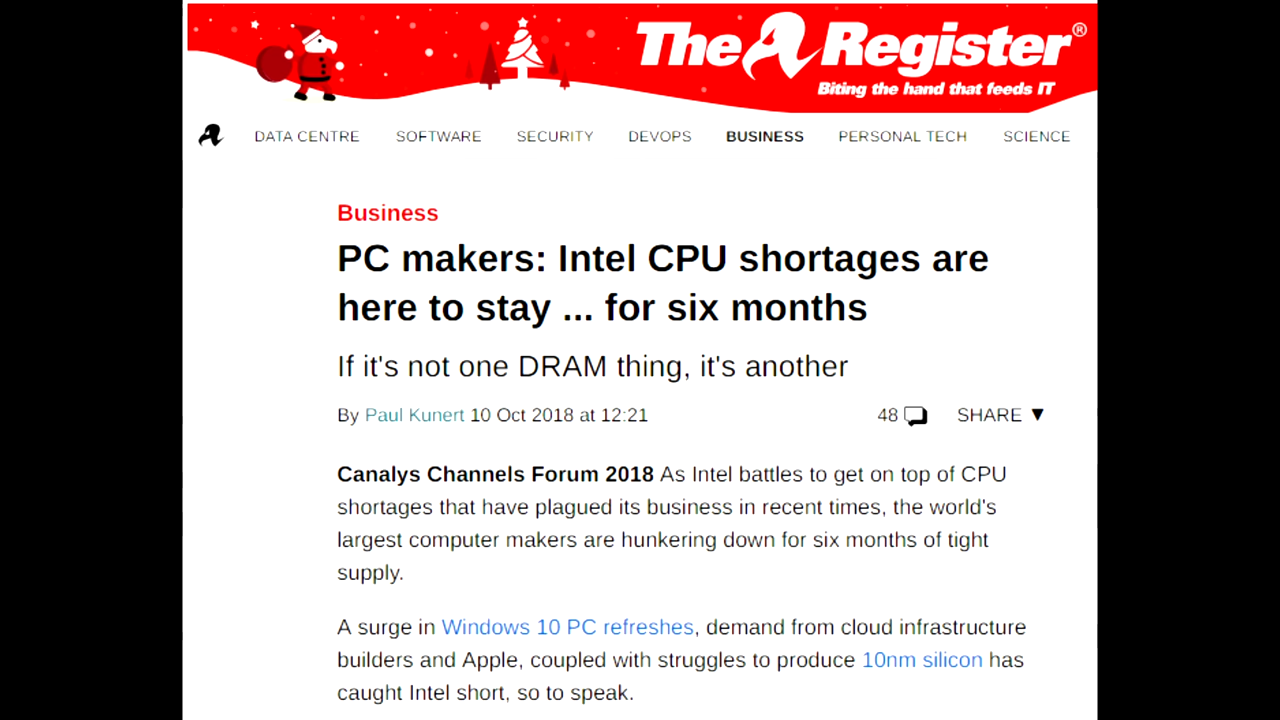 The Register®
Biting the hand that feeds IT
DATA CENTRE SOFTWARE SECURITY DEVOPS BUSINESS PERSONAL TECH SCIENCE
Business
PC makers: Intel CPU shortages are
here to stay ... for six months
If it's not one DRAM thing, it's another
By Paul Kunert 10 Oct 2018 at 12:21 48 SHARE ▼
Canalys Channels Forum 2018 As Intel battles to get on top of CPU
shortages that have plagued its business in recent times, the world's
largest computer makers are hunkering down for six months of tight
supply.
A surge in Windows 10 PC refreshes, demand from cloud infrastructure
builders and Apple, coupled with struggles to produce 10nm silicon has
caught Intel short, so to speak.